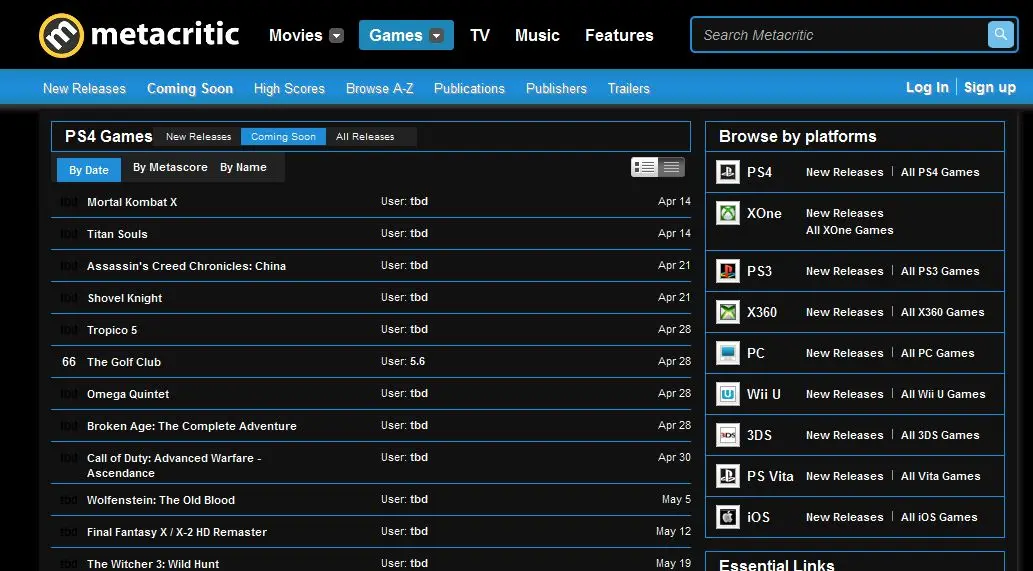 metacritic
Movies Games TV Music Features Search Metacritic
New Releases Coming Soon High Scores Browse A-Z Publications Publishers Trailers Log In Sign up
PS4 Games New Releases Coming Soon All Releases
By Date By Metascore By Name
tbd Mortal Kombat X User: tbd Apr 14
tbd Titan Souls User: tbd Apr 14
tbd Assassin's Creed Chronicles: China User: tbd Apr 21
tbd Shovel Knight User: tbd Apr 21
tbd Tropico 5 User: tbd Apr 28
66 The Golf Club User: 5.6 Apr 28
tbd Omega Quintet User: tbd Apr 28
tbd Broken Age: The Complete Adventure User: tbd Apr 28
tbd Call of Duty: Advanced Warfare - User: tbd Apr 30
Ascendance
tbd Wolfenstein: The Old Blood User: tbd May 5
tbd Final Fantasy X / X-2 HD Remaster User: tbd May 12
tbd The Witcher 3: Wild Hunt User: tbd May 19
Browse by platforms
PS4 New Releases All PS4 Games
XOne New Releases
All XOne Games
PS3 New Releases All PS3 Games
X360 New Releases All X360 Games
PC New Releases All PC Games
Wii U New Releases All Wii U Games
3DS 3DS New Releases All 3DS Games
PS Vita New Releases All Vita Games
iOS New Releases All iOS Games
Essential Links